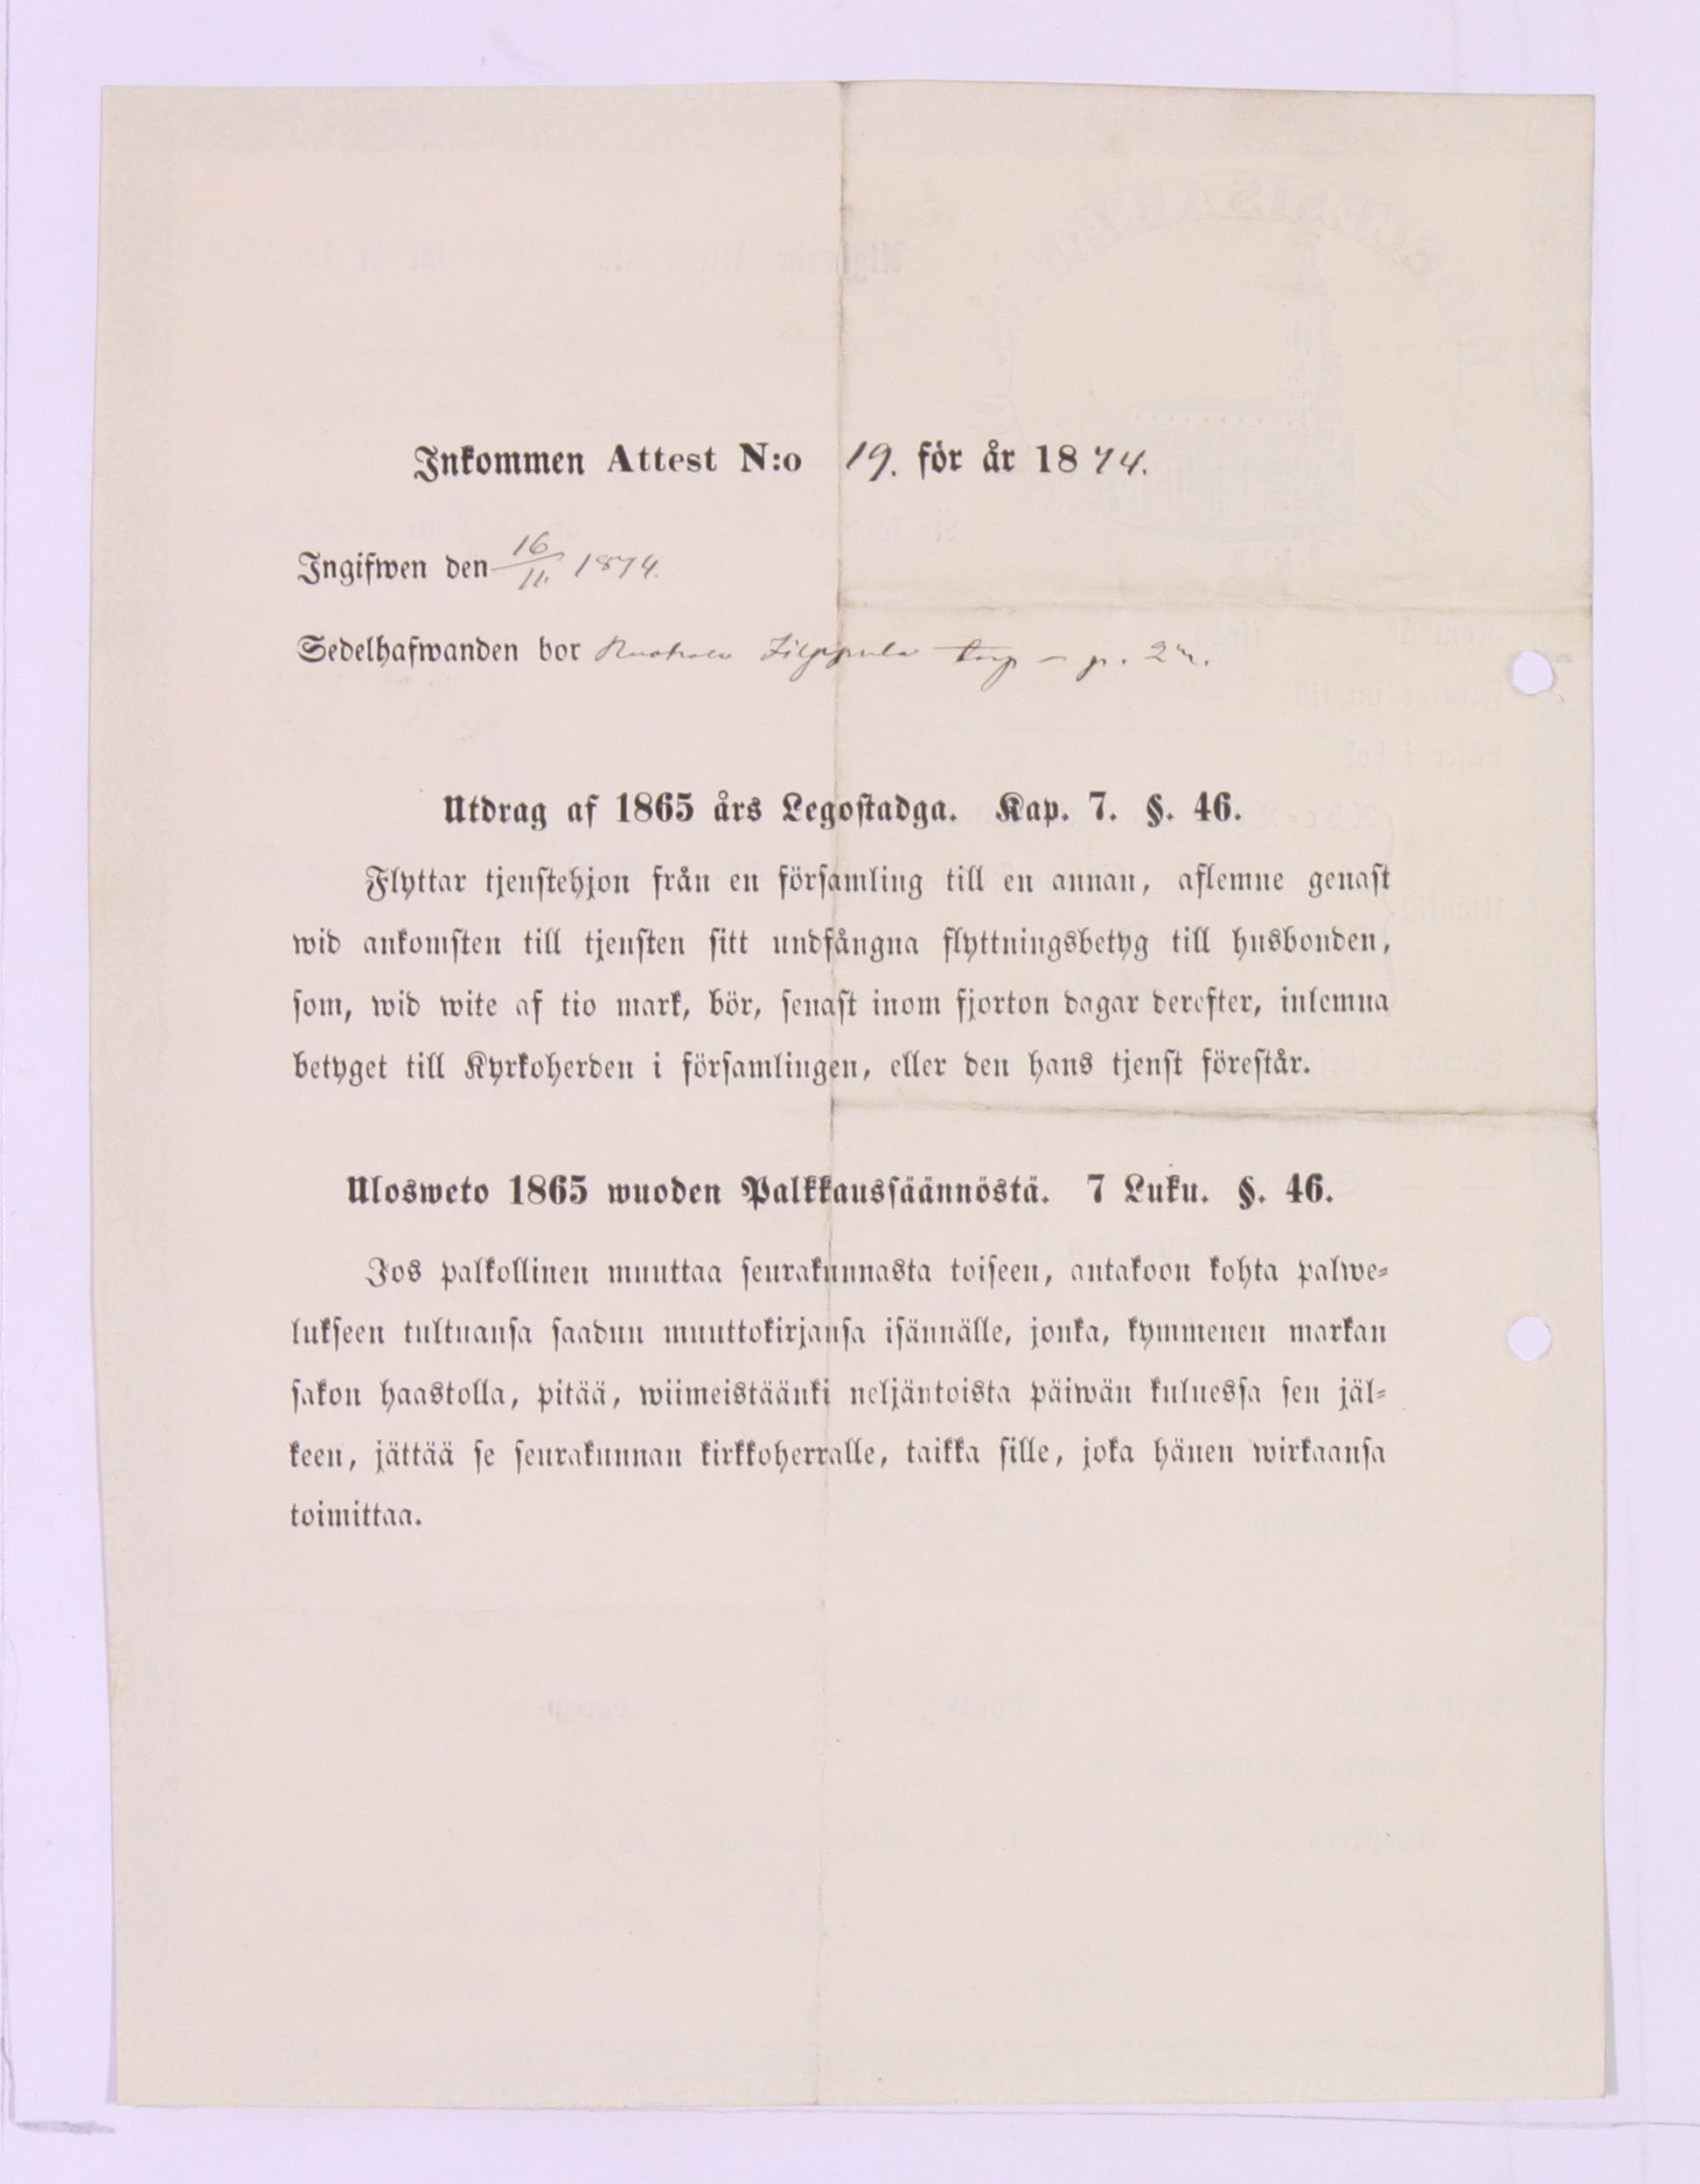 Inkommen Attest N:o 19. för år 1874.
Ingifwen den 16/11. 1874.
Sedelhafwanden bor Filppula torp - p.
Utdrag af 1865 års Legostadga. Kap. 7. §. 46.
Flyttar tjenstehjon från en församling till en annan, aflemne genast
wid ankomsten till tjensten sitt undfångna flyttningsbetyg till husbonden,
som, wid wite af tio mark, bör, senast inom fjorton dagar derefter, inlemna
betyget till Kyrkoherden i församlingen, eller den hans tjenst förestår.
Ulosweto 1865 wuoden Palkkaussäännöstä. 7 Luku. §. 46.
Jos palkollinen muuttaa seurakunnasta toiseen, antakoon kohta palwe-
lukseen tultuansa saadun muuttokirjansa isännälle, jonka, kymmenen markan
sakon haastolla, pitää, wiimeistäänki neljäntoista päiwän kuluessa sen jäl-
keen, jättää se seurakunnan kirkkoherralle, taikka sille, joka hänen wirkaansa
toimittaa.